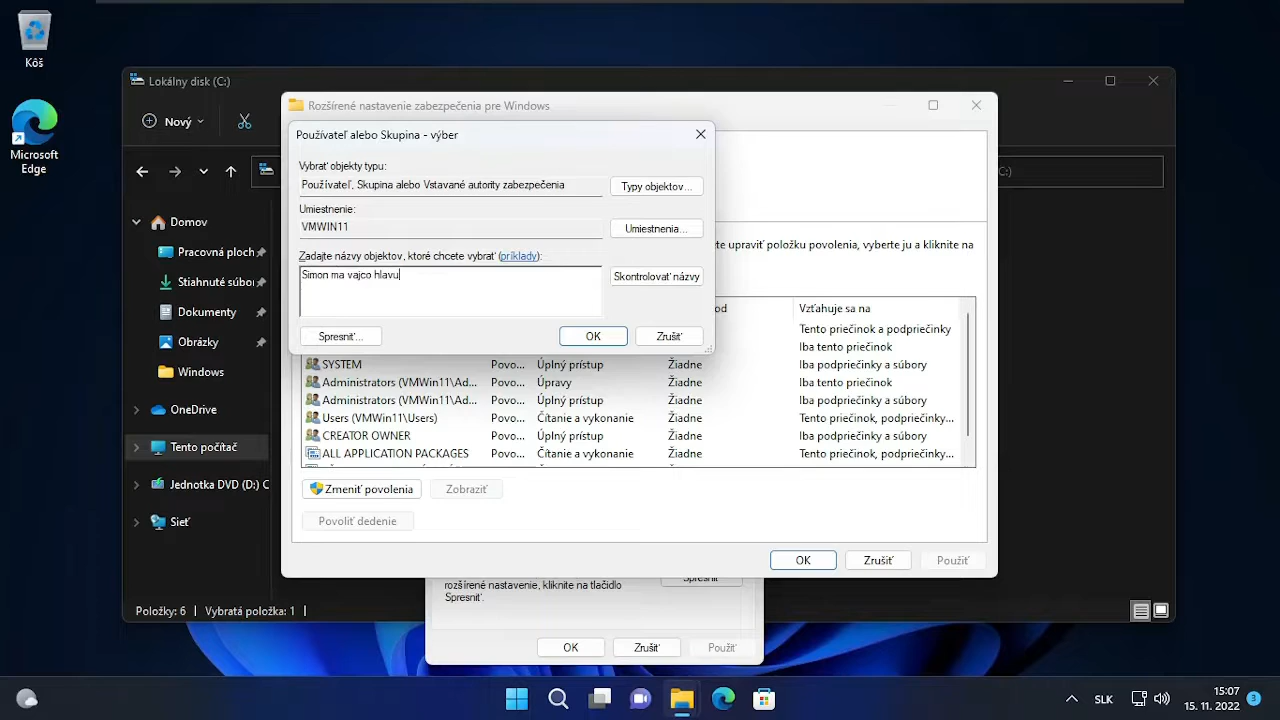 Kôš
Microsoft
Edge
Lokálny disk (C:)
Nový
Rozšírené nastavenie zabezpečenia pre Windows
Používateľ alebo Skupina - výber
Vybrať objekty typu:
Používateľ, Skupina alebo Vstavané autority zabezpečenia
Typy objektov...
Umiestnenie:
VMWIN11
Umiestnenia...
Zadajte názvy objektov, ktoré chcete vybrať (príklady):
Simon ma vajco hlavu
Skontrolovať názvy
Spresniť...
OK
Zrušiť
C:)
te upraviť položku povolenia, vyberte ju a kliknite na
od
Vzťahuje sa na
Tento priečinok a podpriečinky
Iba tento priečinok
SYSTEM Povo... Úplný prístup Žiadne Iba podpriečinky a súbory
Administrators (VMWin11\Ad... Povo... Úpravy Žiadne Iba tento priečinok
Administrators (VMWin11\Ad... Povo... Úplný prístup Žiadne Iba podpriečinky a súbory
Users (VMWin11\Users) Povo... Čítanie a vykonanie Žiadne Tento priečinok, podpriečinky...
CREATOR OWNER Povo... Úplný prístup Žiadne Iba podpriečinky a súbory
ALL APPLICATION PACKAGES Povo... Čítanie a vykonanie Žiadne Tento priečinok, podpriečinky...
Zmeniť povolenia
Zobraziť
Povoliť dedenie
OK
Zrušiť
Použiť
Domov
Pracovná ploch
Stiahnuté súbo
Dokumenty
Obrázky
Windows
OneDrive
Tento počítač
Jednotka DVD (D:) C
Sieť
Položky: 6
Vybratá položka: 1
rozšírené nastavenie, kliknite na tlačidlo
Spresniť.
Spresniť
OK
Zrušiť
Použiť
SLK
15:07
15. 11. 2022
3